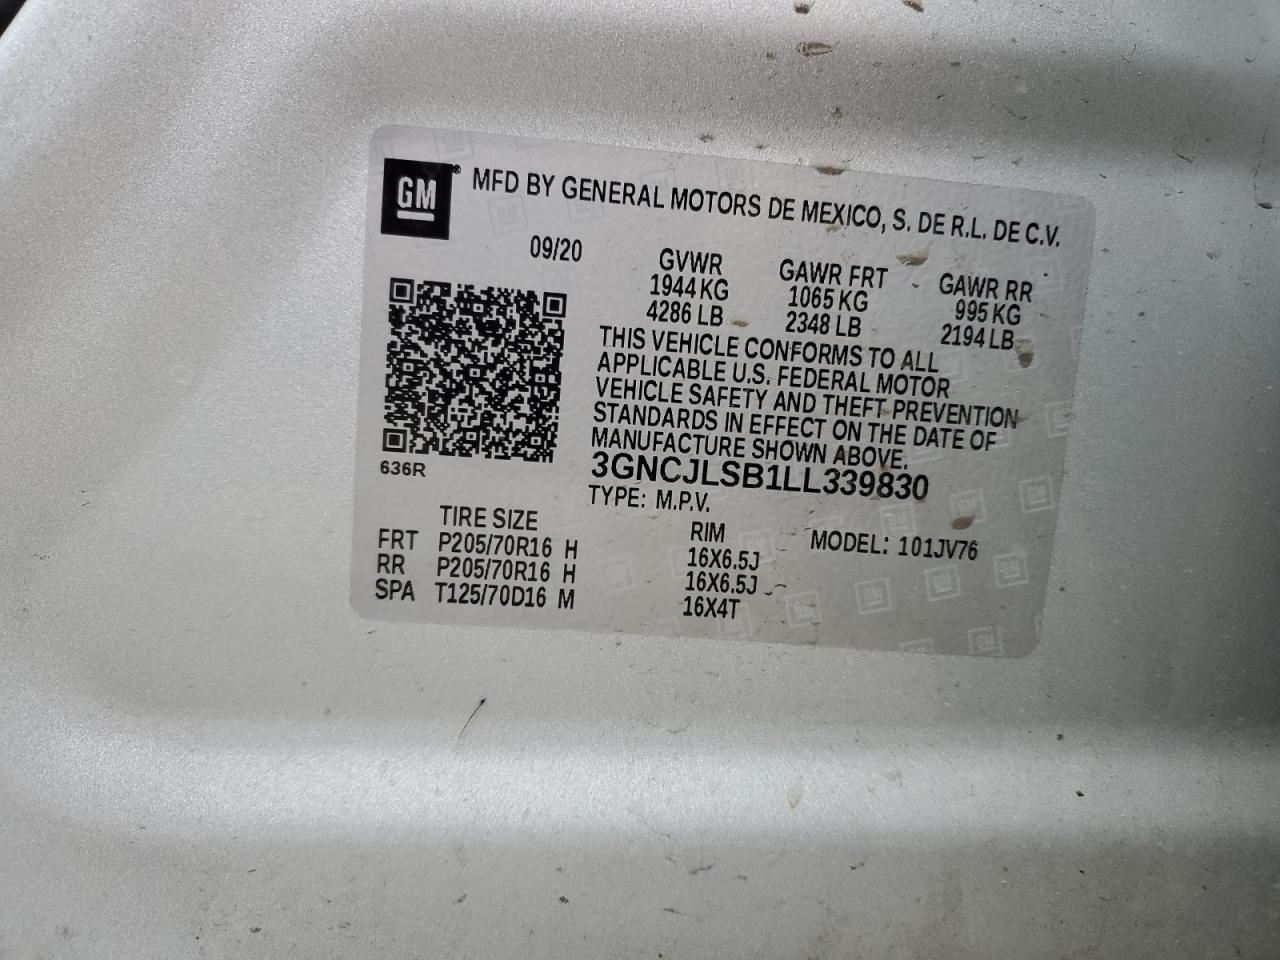 GM
MFD BY GENERAL MOTORS DE MEXICO, S. DE R.L. DE C.V.
09/20
GVWR GAWR FRT GAWR RR
1944 KG 1065 KG 995 KG
4286 LB 2348 LB 2194 LB
THIS VEHICLE CONFORMS TO ALL
APPLICABLE U.S. FEDERAL MOTOR
VEHICLE SAFETY AND THEFT PREVENTION
STANDARDS IN EFFECT ON THE DATE OF
MANUFACTURE SHOWN ABOVE.
3GNCJLSB1LL339830
636R
TYPE: M.P.V.
TIRE SIZE RIM MODEL: 101JV76
FRT P205/70R16 H 16X6.5J
RR P205/70R16 H 16X6.5J
SPA T125/70D16 M 16X4T